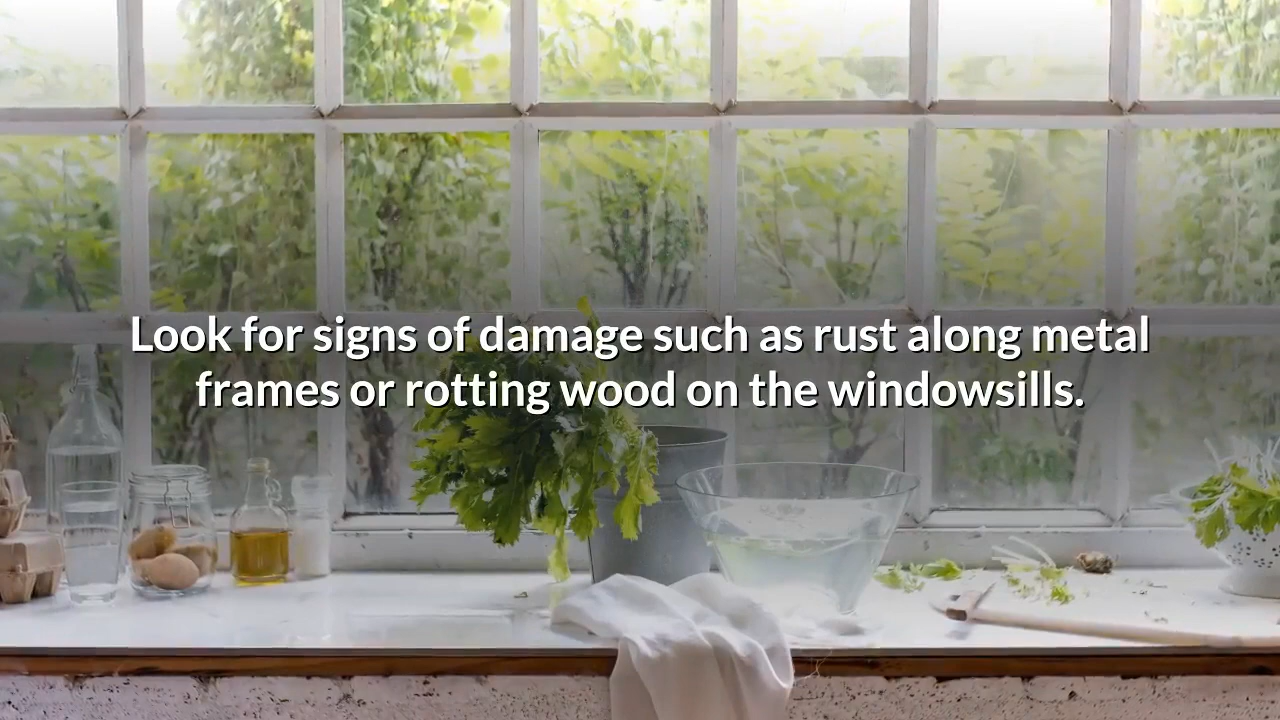 Look for signs of damage such as rust along metal
frames or rotting wood on the windowsills.